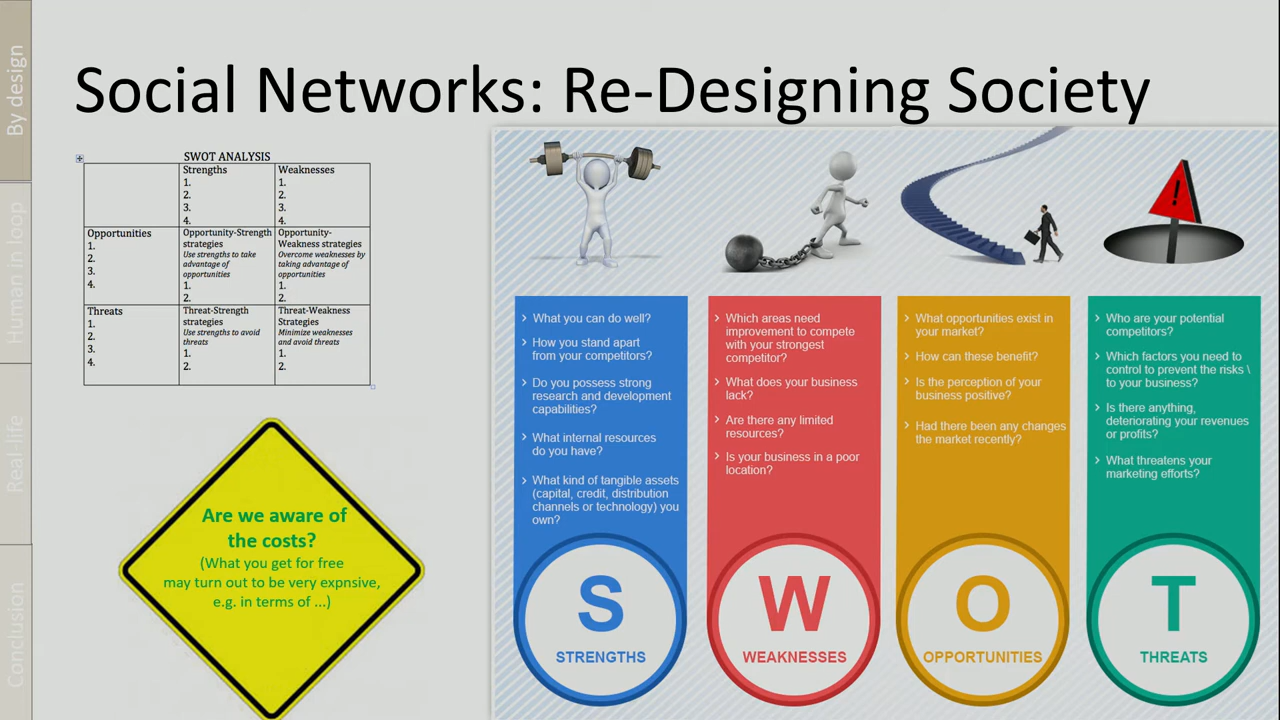 Social Networks: Re-Designing Society
By design
Human in loop
Real-life
Conclusion
SWOT ANALYSIS
Strengths
1.
2.
3.
4.
Weaknesses
1.
2.
3.
4.
Opportunities
1.
2.
3.
4.
Opportunity-Strength
strategies
Use strengths to take
advantage of
opportunities
1.
2.
Opportunity-
Weakness strategies
Overcome weaknesses by
taking advantage of
opportunities
1.
2.
Threats
1.
2.
3.
4.
Threat-Strength
strategies
Use strengths to avoid
threats
1.
2.
Threat-Weakness
Strategies
Minimize weaknesses
and avoid threats
1.
2.
Are we aware of
the costs?
(What you get for free
may turn out to be very expnsive,
e.g. in terms of ...)
What you can do well?
How you stand apart
from your competitors?
Do you possess strong
research and development
capabilities?
What internal resources
do you have?
What kind of tangible assets
(capital, credit, distribution
channels or technology) you
own?
S
STRENGTHS
Which areas need
improvement to compete
with your strongest
competitor?
What does your business
lack?
Are there any limited
resources?
Is your business in a poor
location?
W
WEAKNESSES
What opportunities exist in
your market?
How can these benefit?
Is the perception of your
business positive?
Had there been any changes
the market recently?
O
OPPORTUNITIES
!
Who are your potential
competitors?
Which factors you need to
control to prevent the risks \
to your business?
Is there anything,
deteriorating your revenues
or profits?
What threatens your
marketing efforts?
T
THREATS